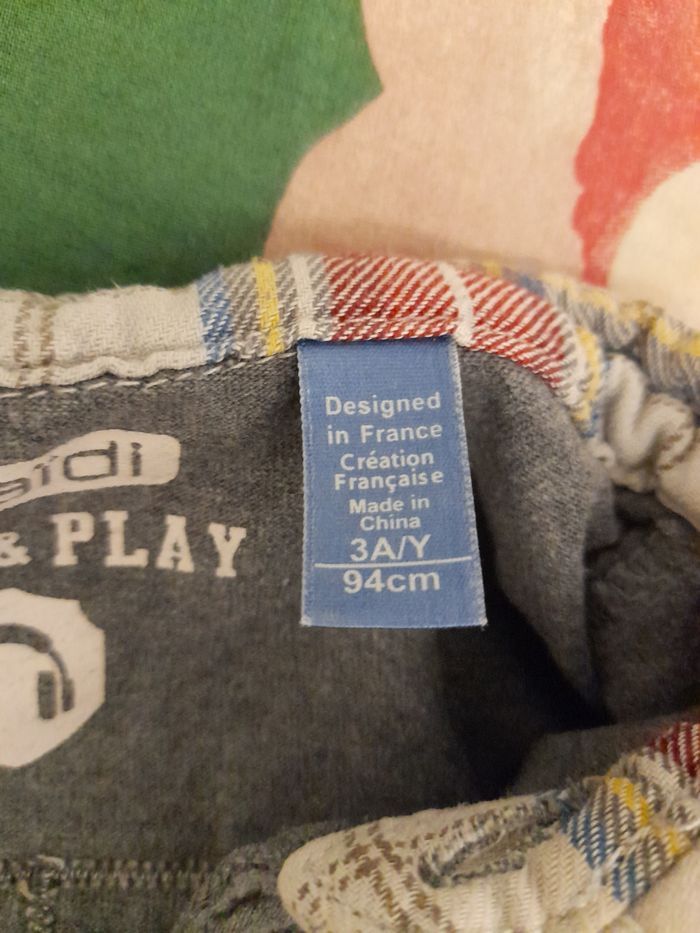 Designed
in France
Création
Française
Made in
China
3A/Y
94cm
& PLAY